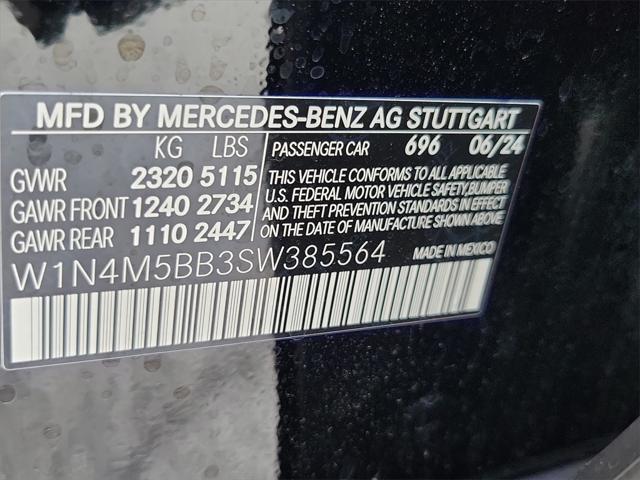 MFD BY MERCEDES-BENZ AG STUTTGART
KG LBS
GVWR 2320 5115
GAWR FRONT 1240 2734
GAWR REAR 1110 2447
PASSENGER CAR 696 06/24
THIS VEHICLE CONFORMS TO ALL APPLICABLE
U.S. FEDERAL MOTOR VEHICLE SAFETY, BUMPER
AND THEFT PREVENTION STANDARDS IN EFFECT
ON THE DATE OF MANUFACTURE SHOWN ABOVE.
W1N4M5BB3SW385564
MADE IN MEXICO